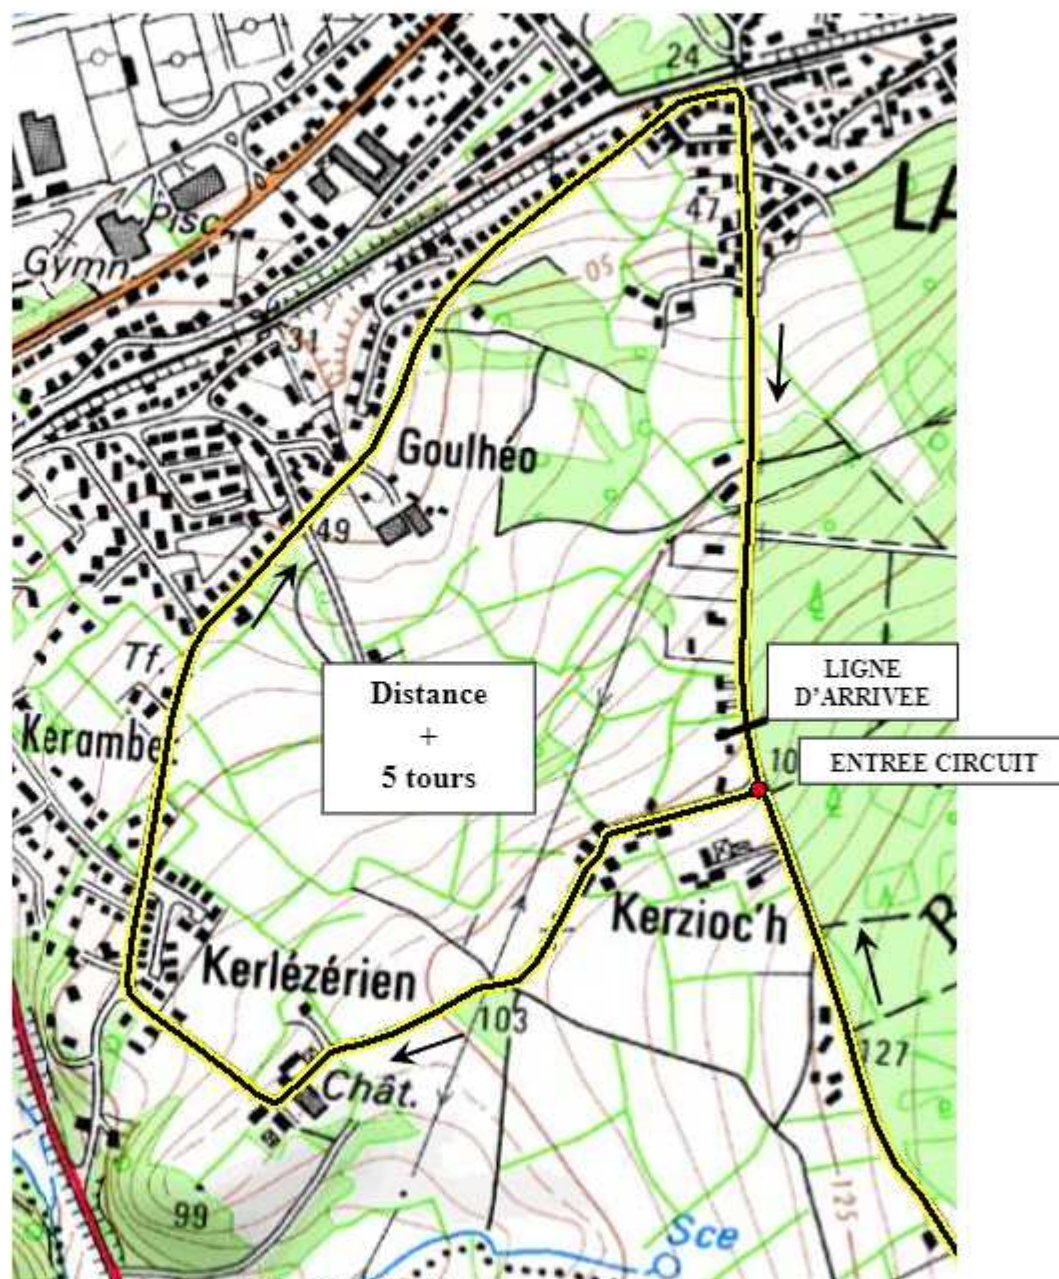 24
Pisc.
47
LA
Gymn.
05
31
Goulheo
49
Tf.
LIGNE
D'ARRIVEE
Distance
+
5 tours
Kerambe
10
ENTREE CIRCUIT
Kerzioc'h
Kerlézérien
103
127
Chât.
125
99
Sce